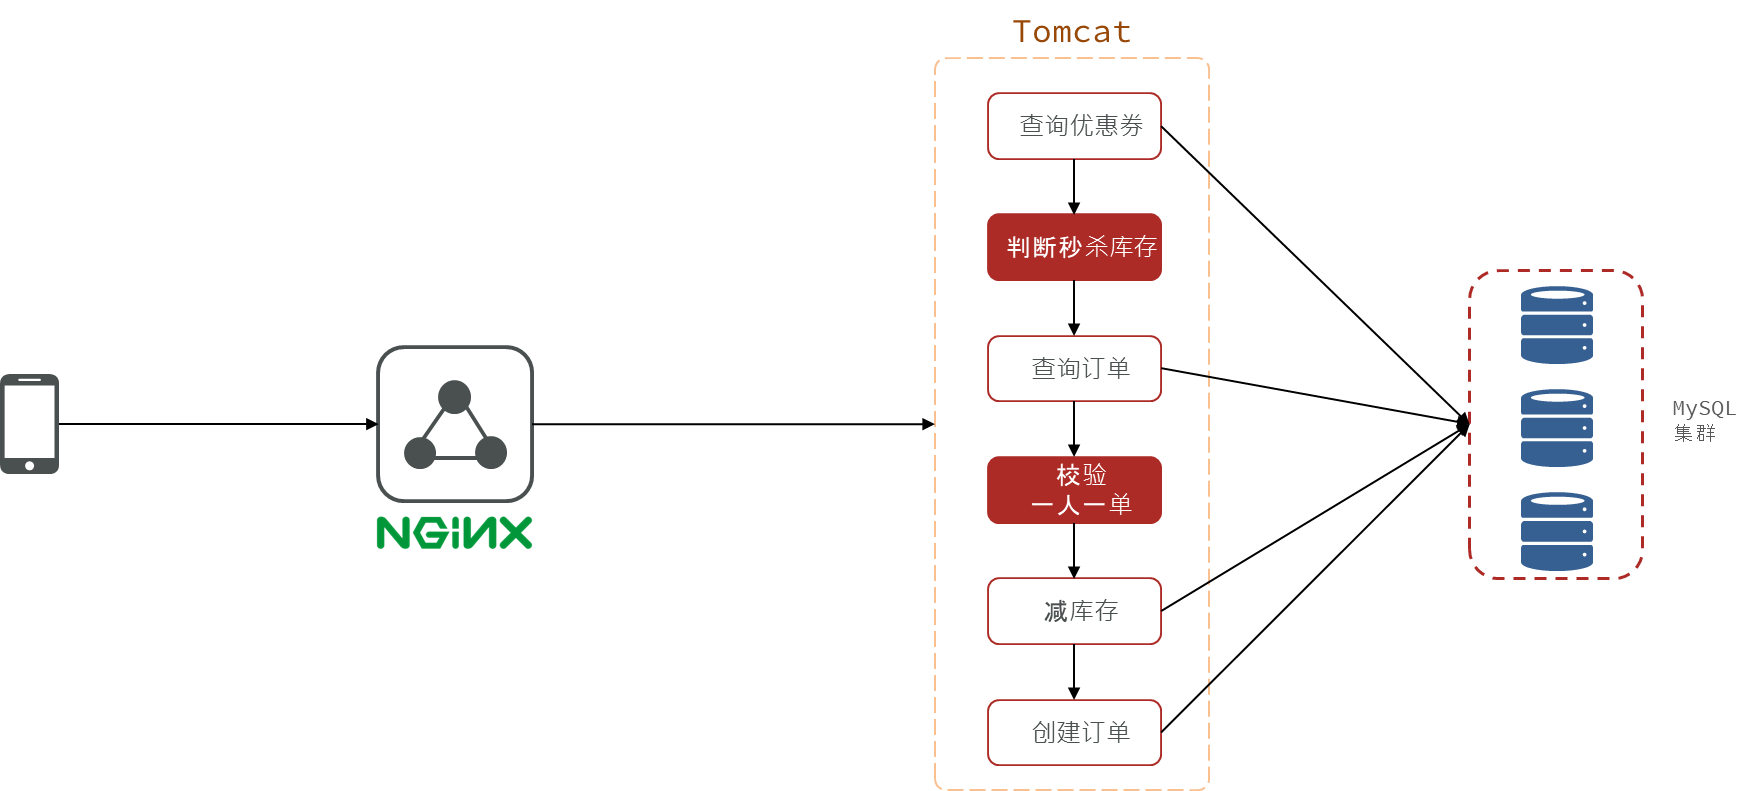 Tomcat
查询优惠券
判断秒杀库存
查询订单
校验
一人一单
减库存
创建订单
NGiNX
MySQL
集群